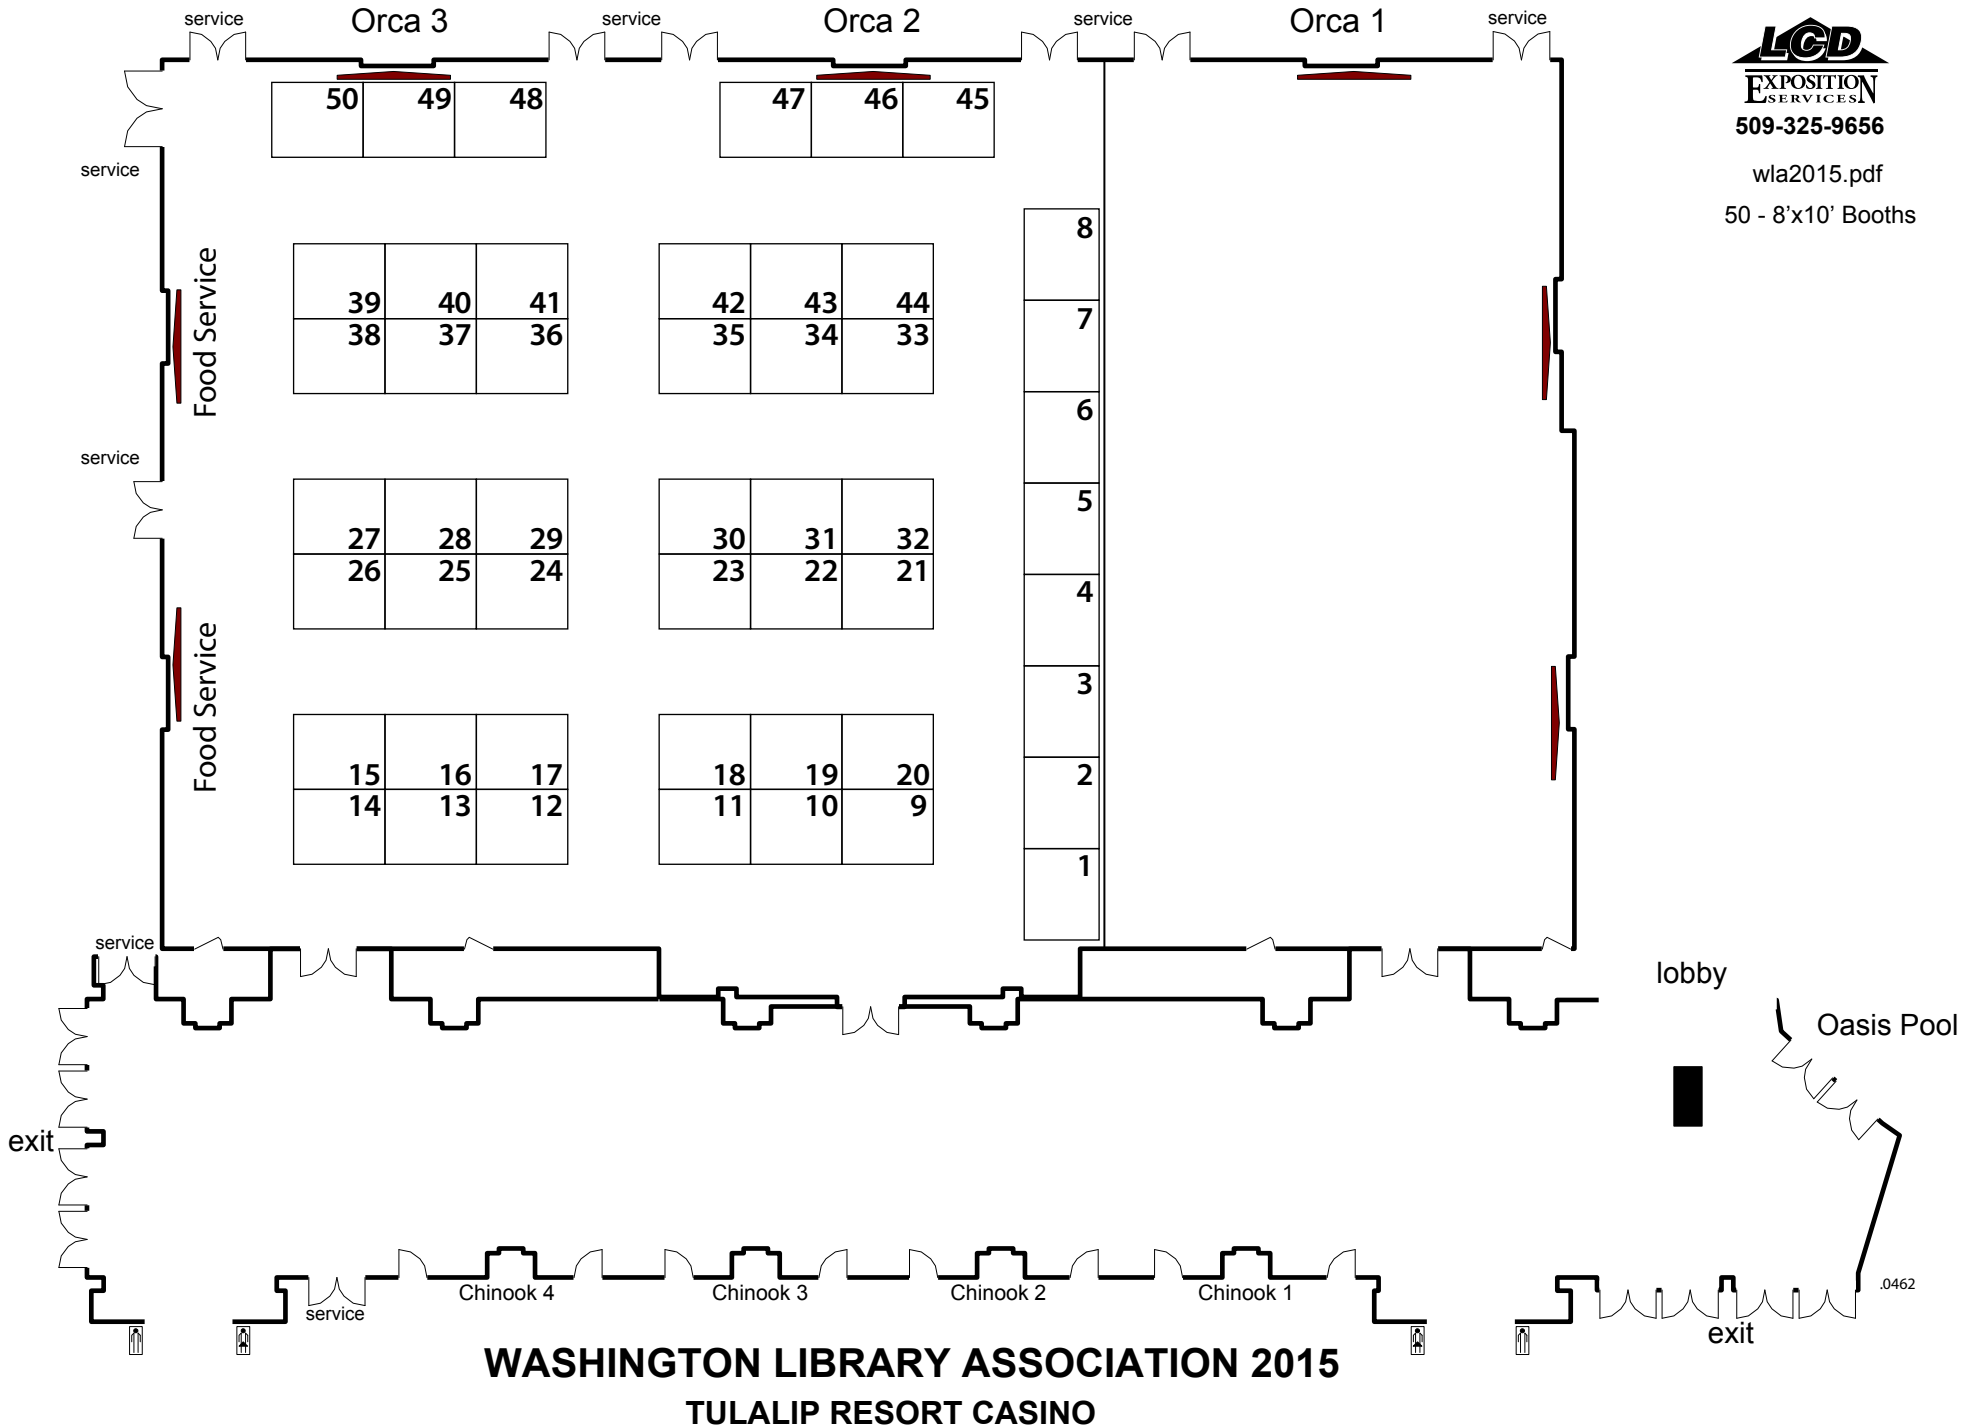 service
Orca 3
service
Orca 2
service
Orca 1
service
LCD
EXPOSITION
SERVICES
509-325-9656
wla2015.pdf
50 - 8’x10’ Booths
50 49 48
47 46 45
service
8
Food Service
39 40 41
42 43 44
7
38 37 36
35 34 33
6
service
5
27 28 29
30 31 32
26 25 24
23 22 21
4
Food Service
3
15 16 17
18 19 20
2
14 13 12
11 10 9
1
service
lobby
Oasis Pool
exit
Chinook 4
Chinook 3
Chinook 2
Chinook 1
.0462
service
exit
WASHINGTON LIBRARY ASSOCIATION 2015
TULALIP RESORT CASINO